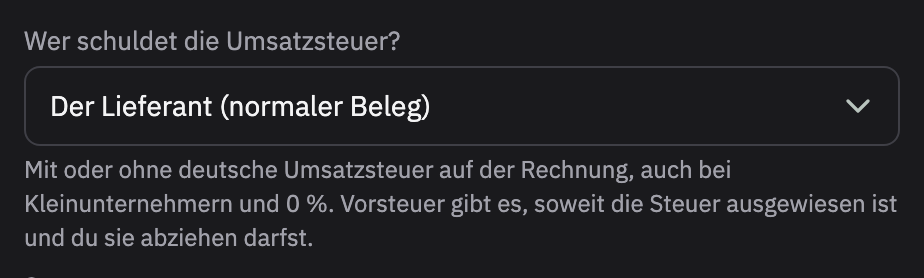 Wer schuldet die Umsatzsteuer?
Der Lieferant (normaler Beleg)
Mit oder ohne deutsche Umsatzsteuer auf der Rechnung, auch bei
Kleinunternehmern und 0 %. Vorsteuer gibt es, soweit die Steuer ausgewiesen ist
und du sie abziehen darfst.